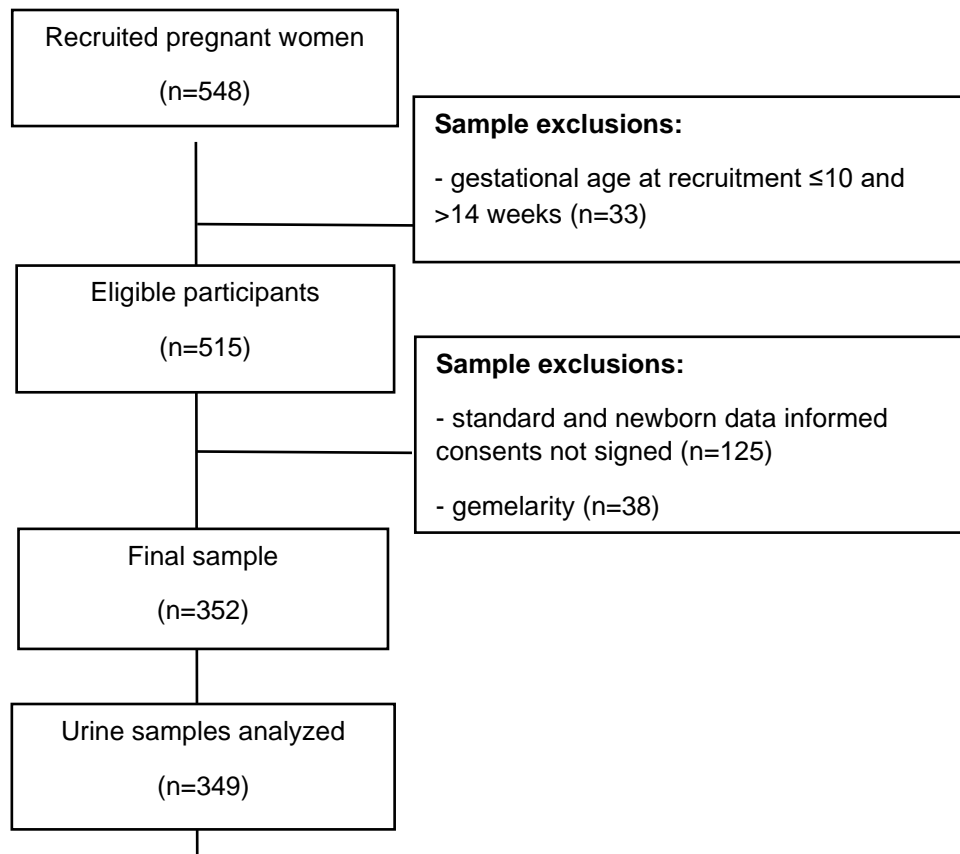 Recruited pregnant women
(n=548)
Sample exclusions:
- gestational age at recruitment ≤10 and
>14 weeks (n=33)
Eligible participants
(n=515)
Sample exclusions:
- standard and newborn data informed
consents not signed (n=125)
- gemelarity (n=38)
Final sample
(n=352)
Urine samples analyzed
(n=349)